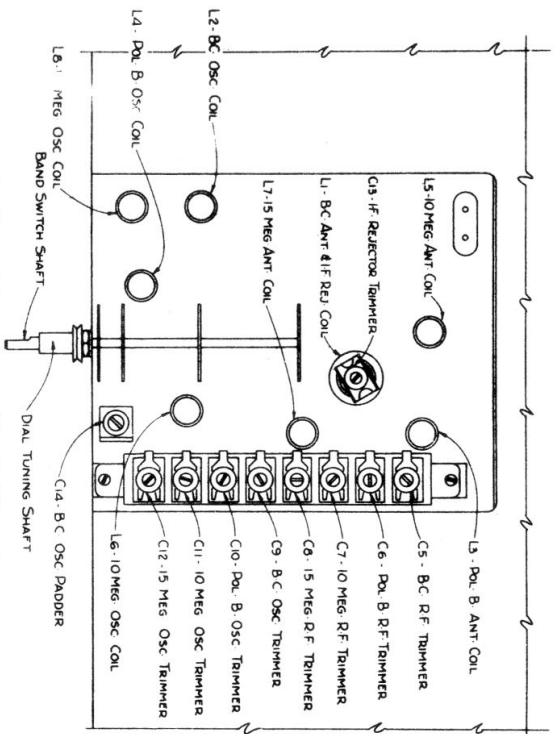 L5-10 MEG. ANT. COIL
C13-I.F. REJECTOR TRIMMER
L1-BC. ANT. & I.F. REJ. COIL
L7-15 MEG ANT. COIL
L2-BC. OSC. COIL
L4-POL. B. OSC COIL
L8-1 MEG OSC COIL
BAND SWITCH SHAFT
L3-POL. B. ANT. COIL
C5-BC. R.F. TRIMMER
C6-POL. B. R.F. TRIMMER
C7-10 MEG. R.F. TRIMMER
C8-15 MEG. R.F. TRIMMER
C9-B.C. OSC TRIMMER
C10-POL. B. OSC TRIMMER
C11-10 MEG OSC TRIMMER
C12-15 MEG OSC TRIMMER
L6-10 MEG. OSC COIL
C14-B.C OSC PADDER
DIAL TUNING SHAFT